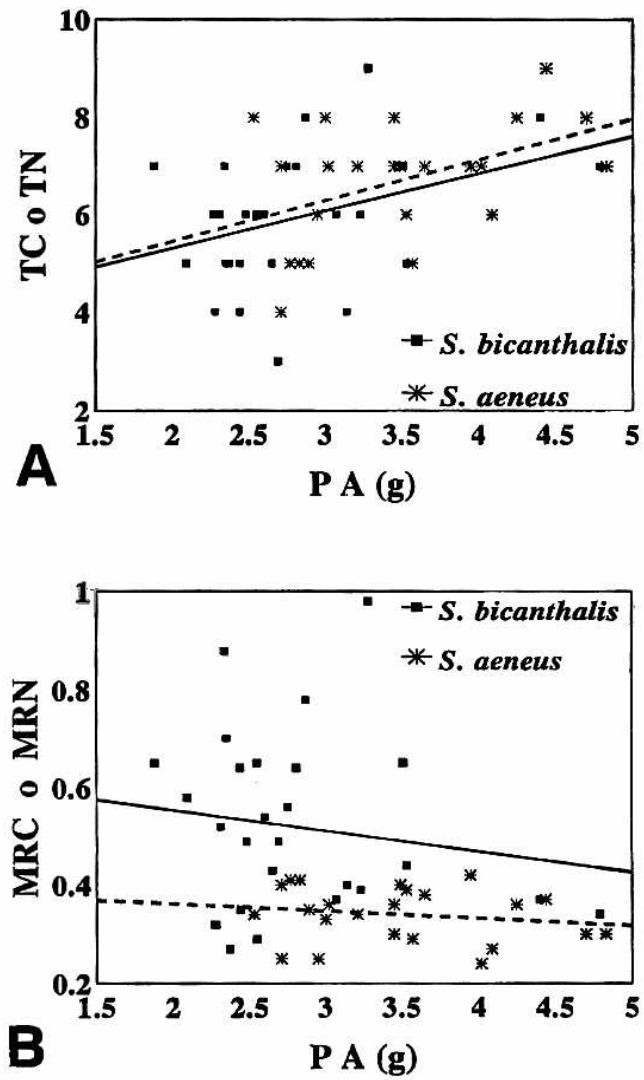 10
8
6
4
2
TC o TN
S. bicanthalis
S. aeneus
1.5 2 2.5 3 3.5 4 4.5 5
P A (g)
A
1
0.8
0.6
0.4
0.2
MRC o MRN
S. bicanthalis
S. aeneus
1.5 2 2.5 3 3.5 4 4.5 5
P A (g)
B